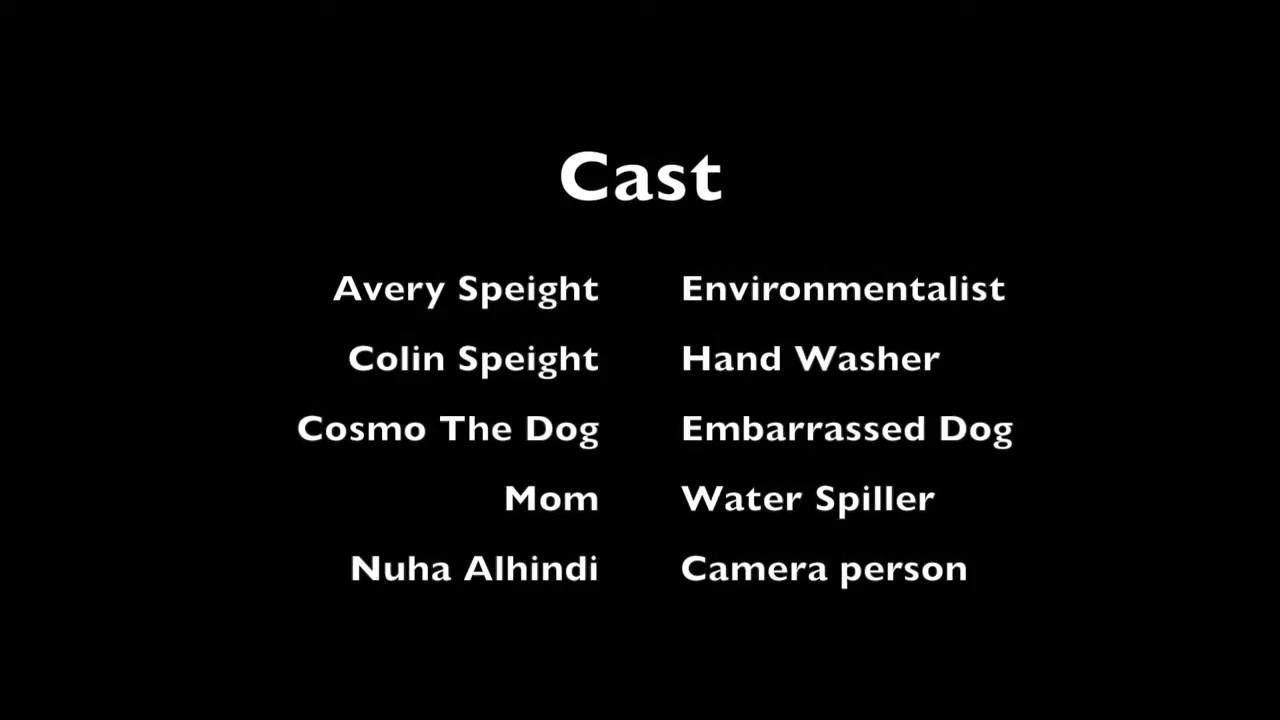 Cast
Avery Speight Environmentalist
Colin Speight Hand Washer
Cosmo The Dog Embarrassed Dog
Mom Water Spiller
Nuha Alhindi Camera person